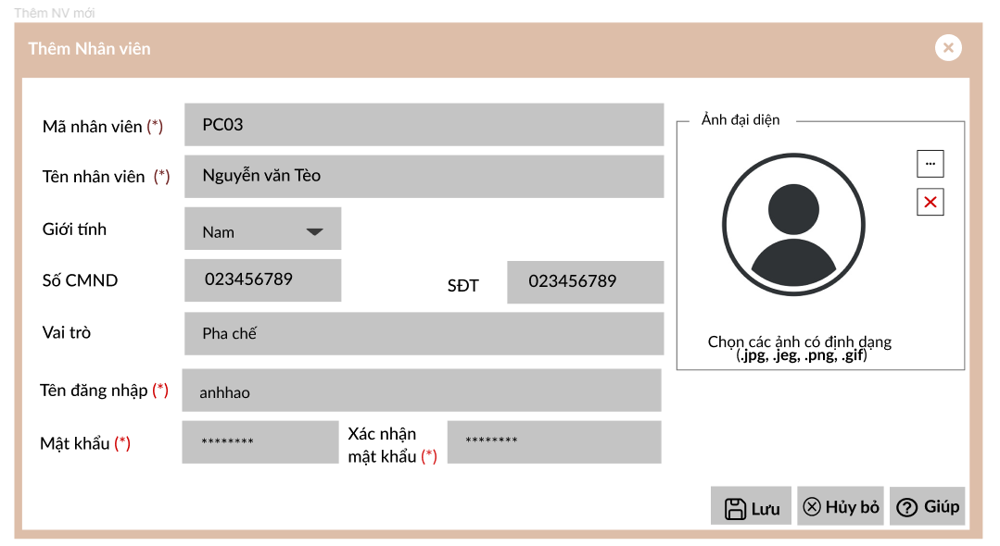 Thêm NV mới
Thêm Nhân viên
Mã nhân viên (*) PC03
Tên nhân viên (*) Nguyễn văn Tèo
Giới tính Nam
Số CMND 023456789 SĐT 023456789
Vai trò Pha chế
Tên đăng nhập (*) anhhao
Mật khẩu (*) ******** Xác nhận
mật khẩu (*) ********
Ảnh đại diện
...
Chọn các ảnh có định dạng
(.jpg, .jeg, .png, .gif)
Lưu Hủy bỏ Giúp